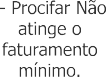 - Procifar Não
atinge o
faturamento
mínimo.